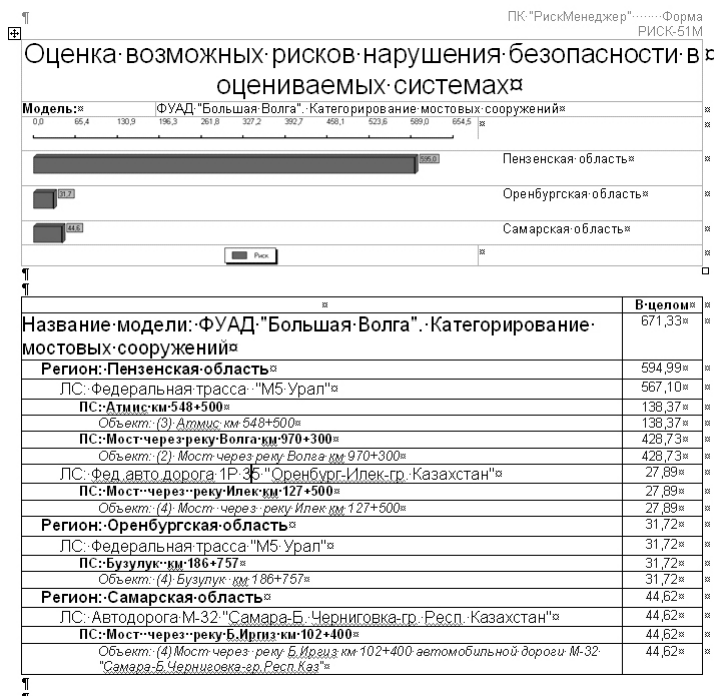 ПК "РискМенеджер" Форма
РИСК-51М
Оценка возможных рисков нарушения безопасности в
оцениваемых системах
Модель: ФУАД "Большая Волга". Категорирование мостовых сооружений
0,0 65,4 130,9 196,3 261,8 327,2 392,7 458,1 523,6 589,0 654,5
595,0 Пензенская область
31,7 Оренбургская область
44,6 Самарская область
Риск
В целом
Название модели: ФУАД "Большая Волга". Категорирование 671,33
мостовых сооружений
Регион: Пензенская область 594,99
ЛС: Федеральная трасса "М5 Урал" 567,10
ПС: Атмис км 548+500 138,37
Объект: (3) Атмис км 548+500 138,37
ПС: Мост через реку Волга км 970+300 428,73
Объект: (2) Мост через реку Волга км 970+300 428,73
ЛС: Фед.авто.дорога 1Р 35 "Оренбург-Илек-гр. Казахстан" 27,89
ПС: Мост через реку Илек км 127+500 27,89
Объект: (4) Мост через реку Илек км 127+500 27,89
Регион: Оренбургская область 31,72
ЛС: Федеральная трасса "М5 Урал" 31,72
ПС: Бузулук км 186+757 31,72
Объект: (4) Бузулук км 186+757 31,72
Регион: Самарская область 44,62
ЛС: Автодорога М-32 "Самара-Б. Черниговка-гр. Респ. Казахстан" 44,62
ПС: Мост через реку Б.Иргиз км 102+400 44,62
Объект: (4) Мост через реку Б.Иргиз км 102+400 автомобильной дороги М-32 44,62
"Самара-Б.Черниговка-гр.Респ.Каз"